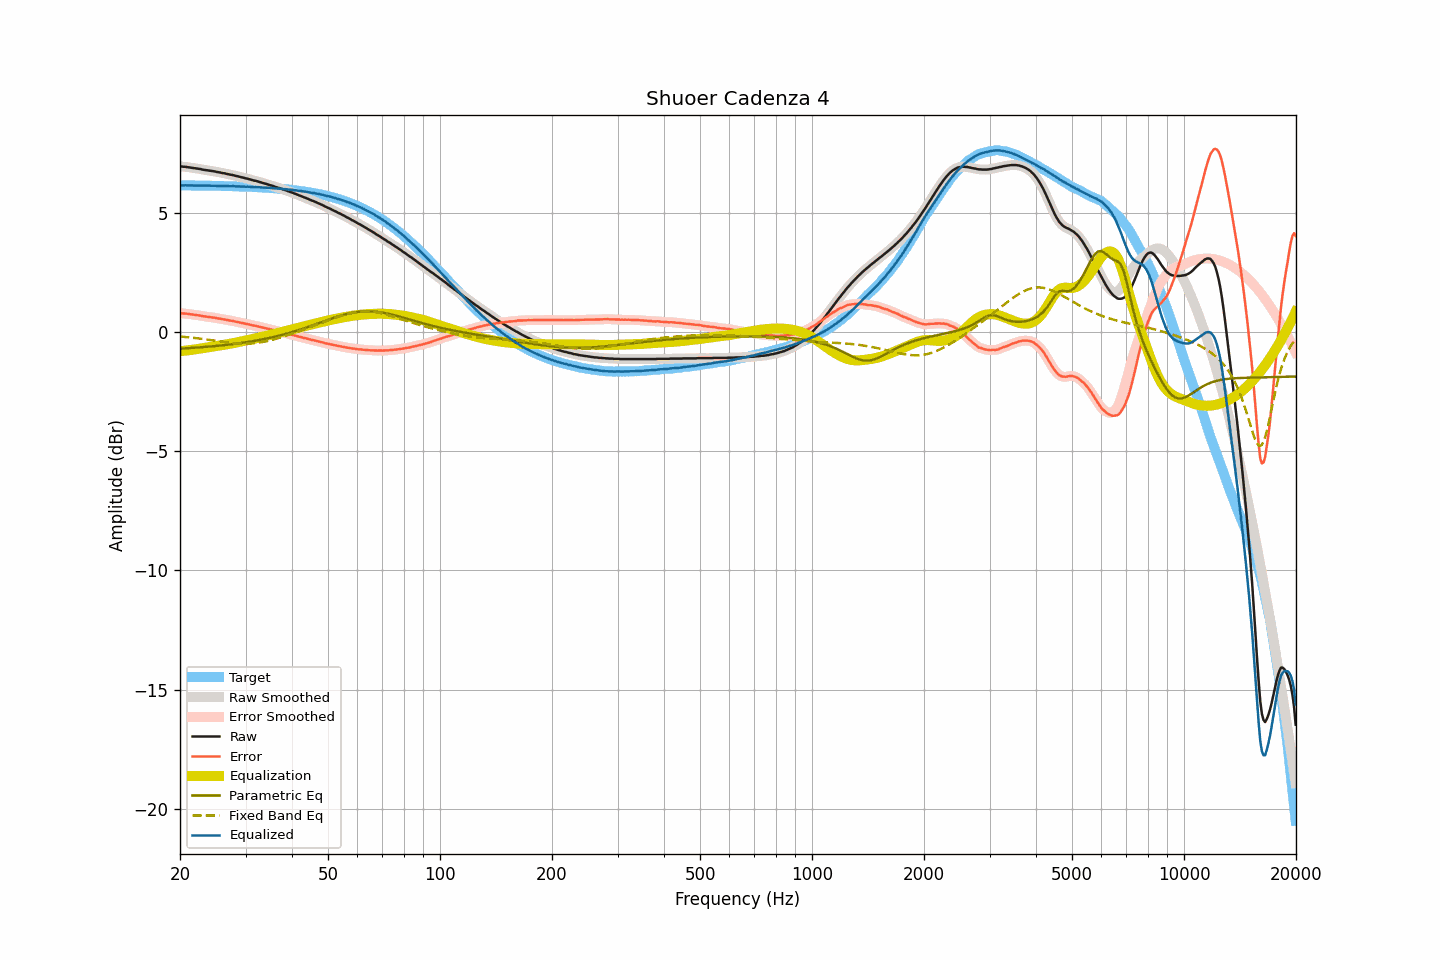 Shuoer Cadenza 4
Amplitude (dBr)
5
0
−5
−10
−15
−20
Target
Raw Smoothed
Error Smoothed
Raw
Error
Equalization
Parametric Eq
Fixed Band Eq
Equalized
20 50 100 200 500 1000 2000 5000 10000 20000
Frequency (Hz)